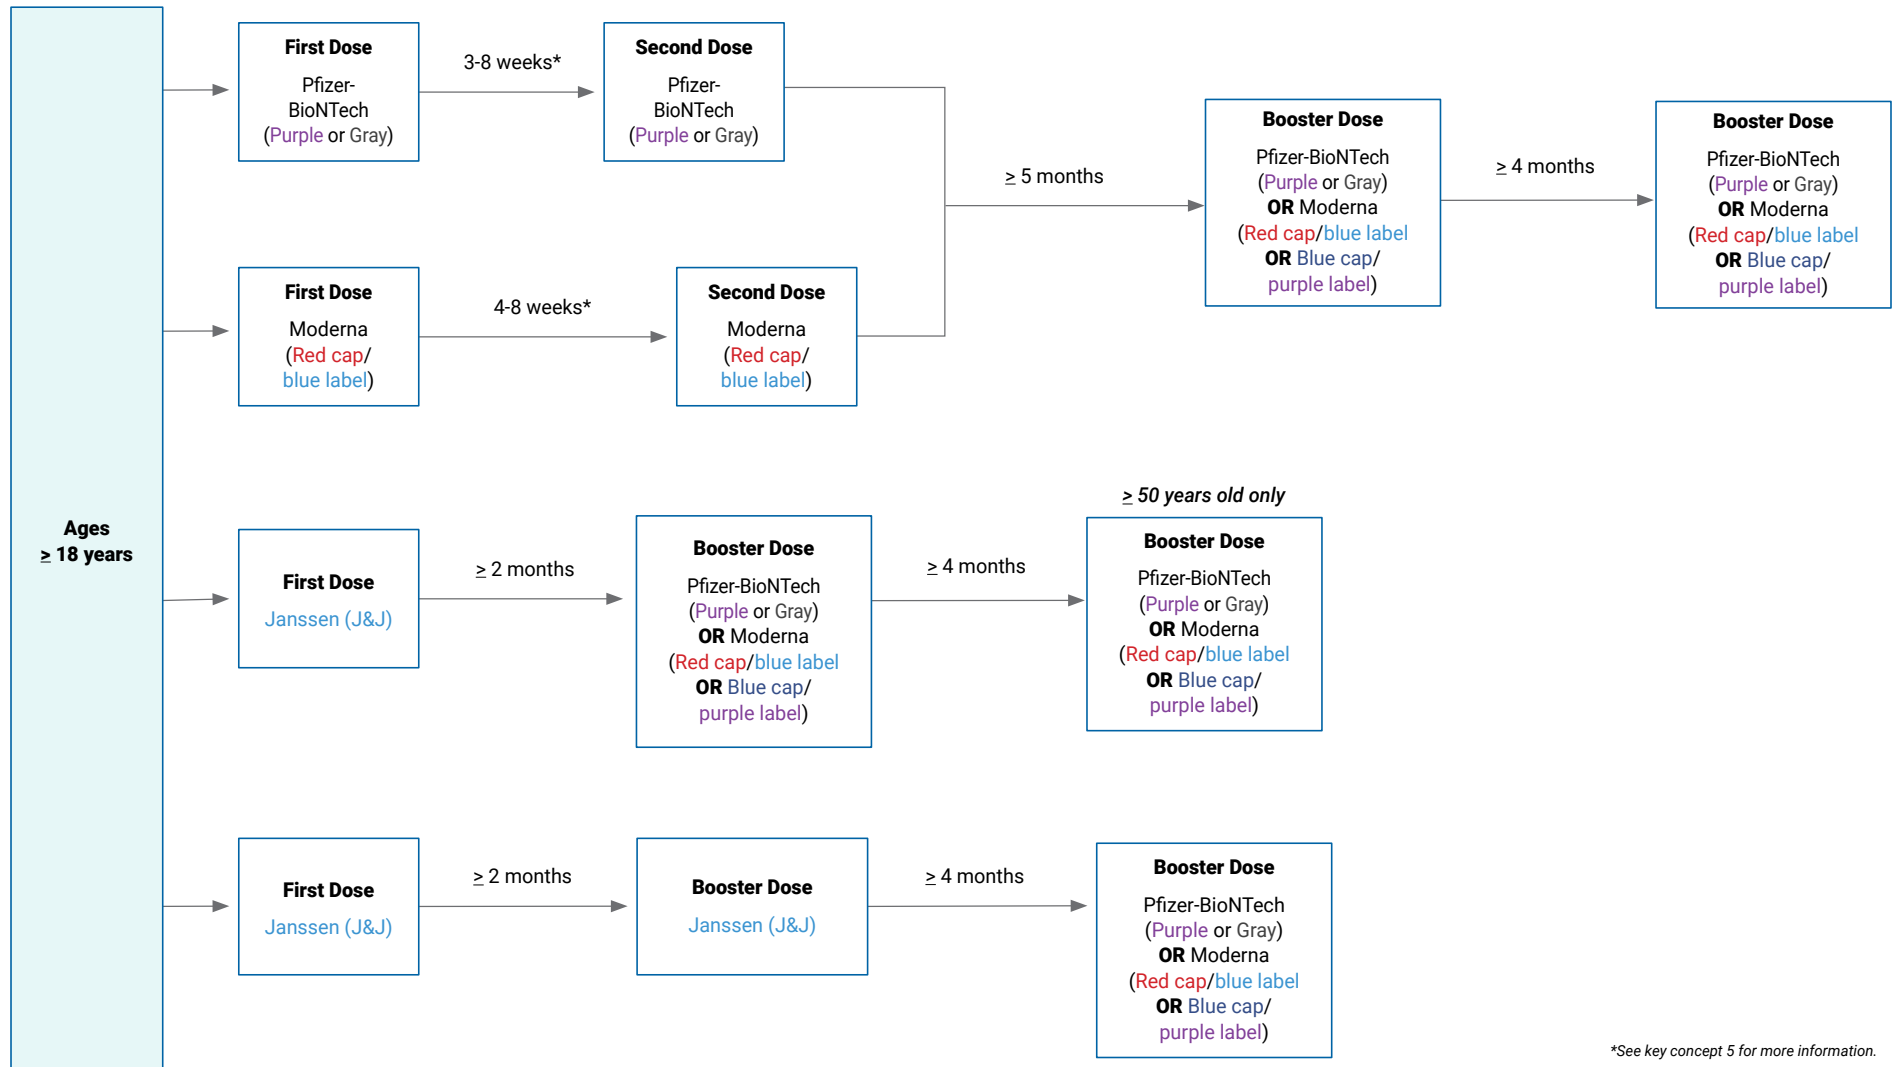 Ages
≥ 18 years
First Dose
Pfizer-
BioNTech
(Purple or Gray)
3-8 weeks*
Second Dose
Pfizer-
BioNTech
(Purple or Gray)
First Dose
Moderna
(Red cap/
blue label)
4-8 weeks*
Second Dose
Moderna
(Red cap/
blue label)
≥ 5 months
Booster Dose
Pfizer-BioNTech
(Purple or Gray)
OR Moderna
(Red cap/blue label
OR Blue cap/
purple label)
≥ 4 months
Booster Dose
Pfizer-BioNTech
(Purple or Gray)
OR Moderna
(Red cap/blue label
OR Blue cap/
purple label)
First Dose
Janssen (J&J)
≥ 2 months
Booster Dose
Pfizer-BioNTech
(Purple or Gray)
OR Moderna
(Red cap/blue label
OR Blue cap/
purple label)
≥ 4 months
≥ 50 years old only
Booster Dose
Pfizer-BioNTech
(Purple or Gray)
OR Moderna
(Red cap/blue label
OR Blue cap/
purple label)
First Dose
Janssen (J&J)
≥ 2 months
Booster Dose
Janssen (J&J)
≥ 4 months
Booster Dose
Pfizer-BioNTech
(Purple or Gray)
OR Moderna
(Red cap/blue label
OR Blue cap/
purple label)
*See key concept 5 for more information.